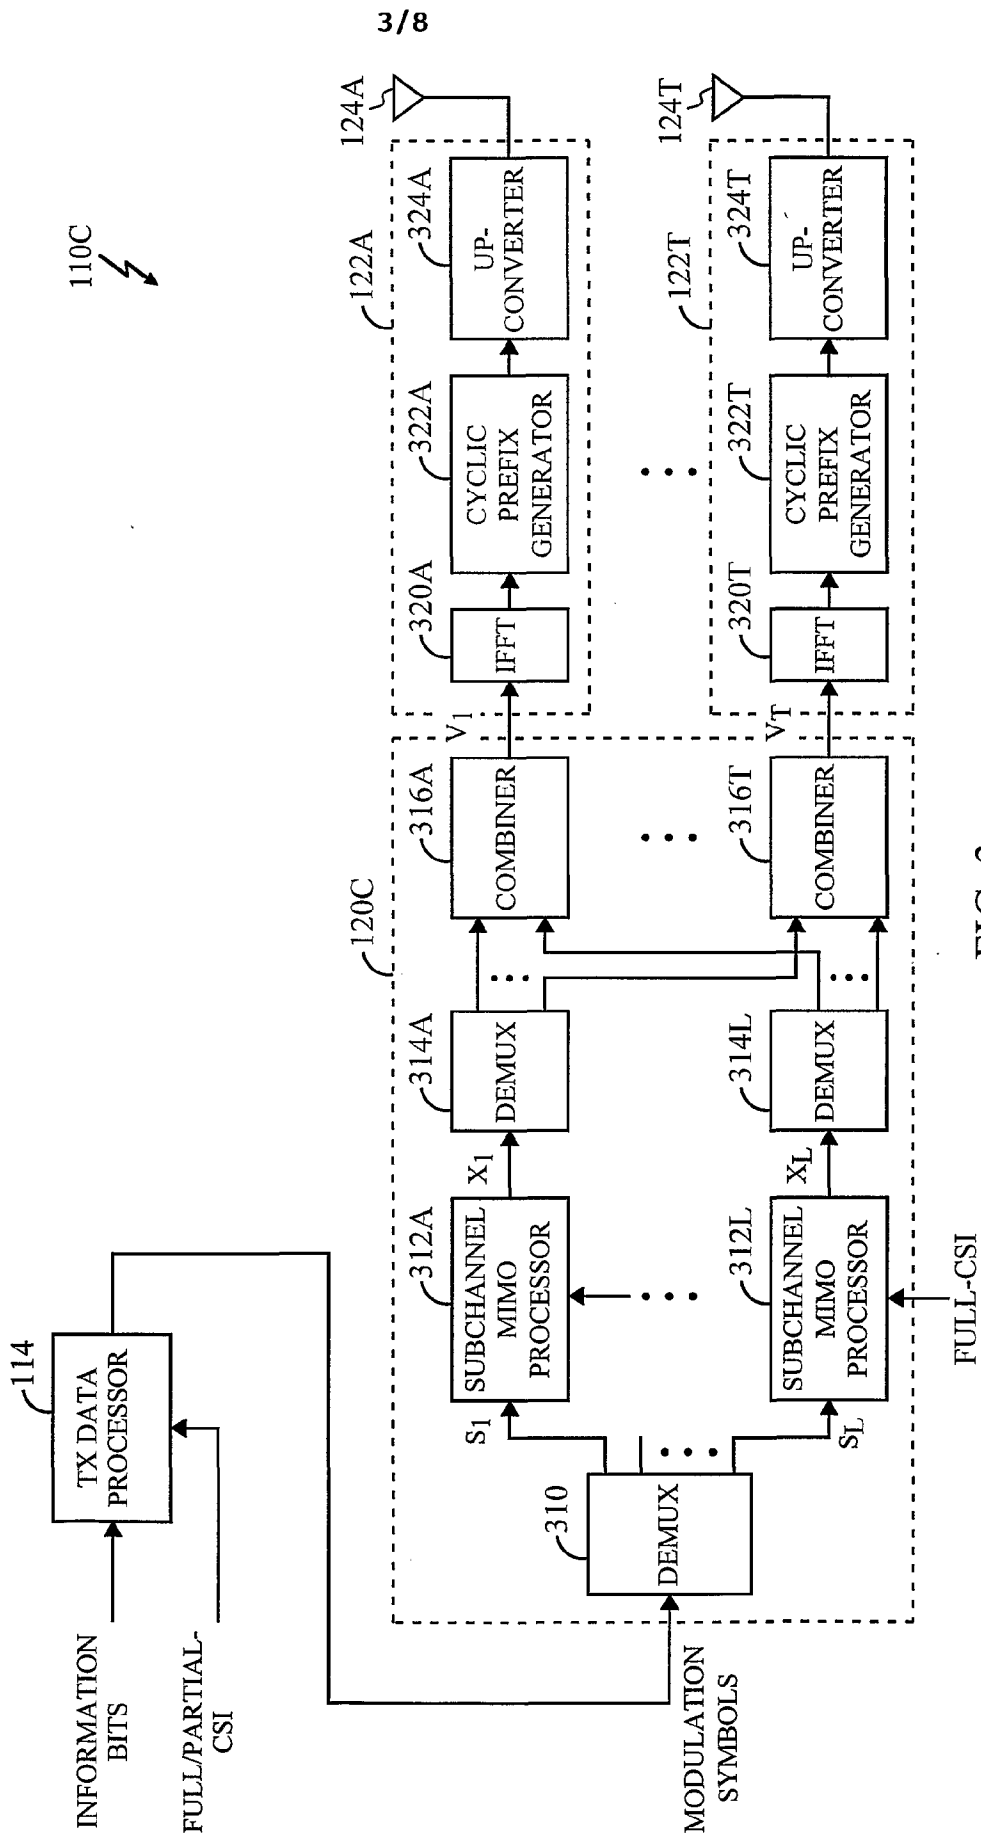 3/8
110C
INFORMATION
BITS
FULL/PARTIAL-
CSI
114
TX DATA
PROCESSOR
MODULATION
SYMBOLS
120C
310
DEMUX
S1
SL
312A
SUBCHANNEL
MIMO
PROCESSOR
312L
SUBCHANNEL
MIMO
PROCESSOR
FULL-CSI
X1
XL
314A
DEMUX
314L
DEMUX
316A
COMBINER
316T
COMBINER
V1
VT
122A
320A
IFFT
322A
CYCLIC
PREFIX
GENERATOR
324A
UP-
CONVERTER
124A
122T
320T
IFFT
322T
CYCLIC
PREFIX
GENERATOR
324T
UP-
CONVERTER
124T
FIG.